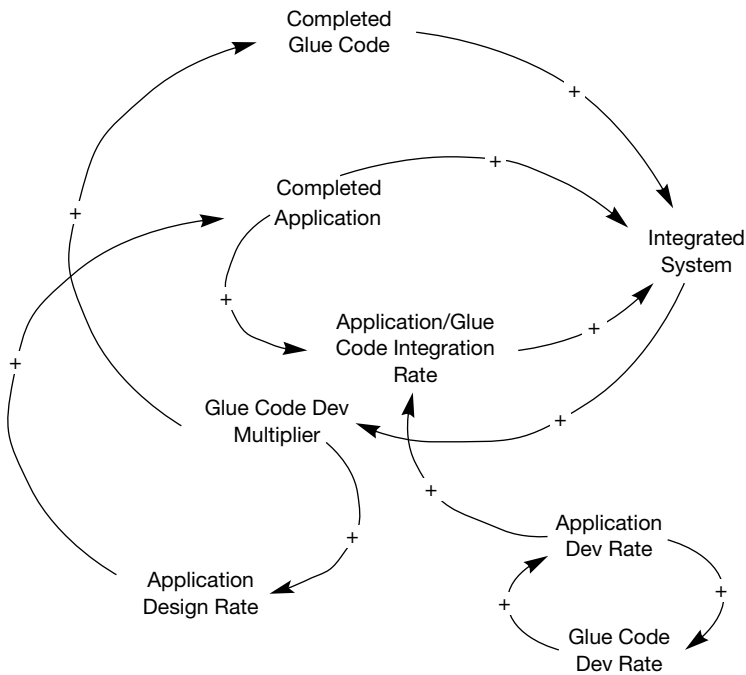 Completed
Glue Code
+
+
Completed
Application
+
+
Integrated
System
+
Application/Glue
Code Integration
Rate
+
+
Glue Code Dev
Multiplier
+
+
+
Application
Dev Rate
Application
Design Rate
+
+
Glue Code
Dev Rate